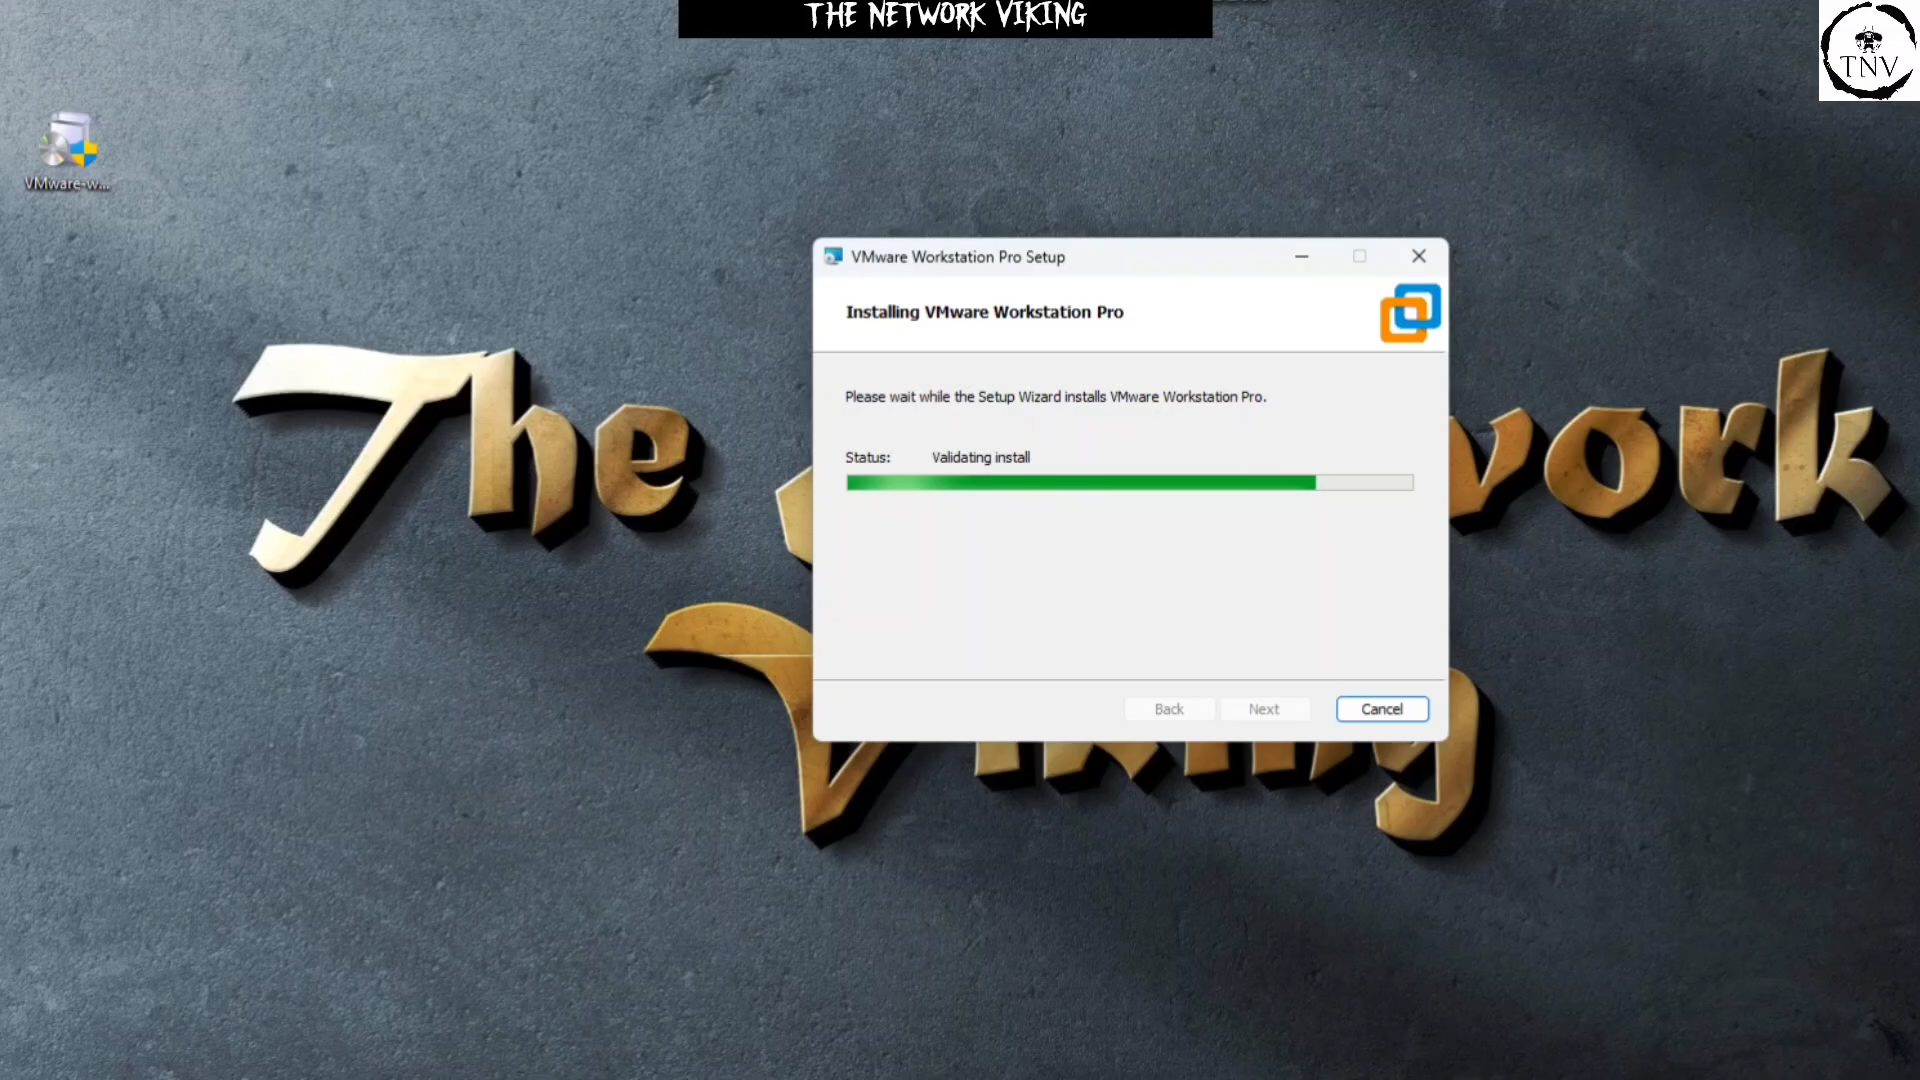 THE NETWORK VIKING
TNV
VMware-w...
VMware Workstation Pro Setup
Installing VMware Workstation Pro
Please wait while the Setup Wizard installs VMware Workstation Pro.
Status: Validating install
The work
Viking
Back Next Cancel